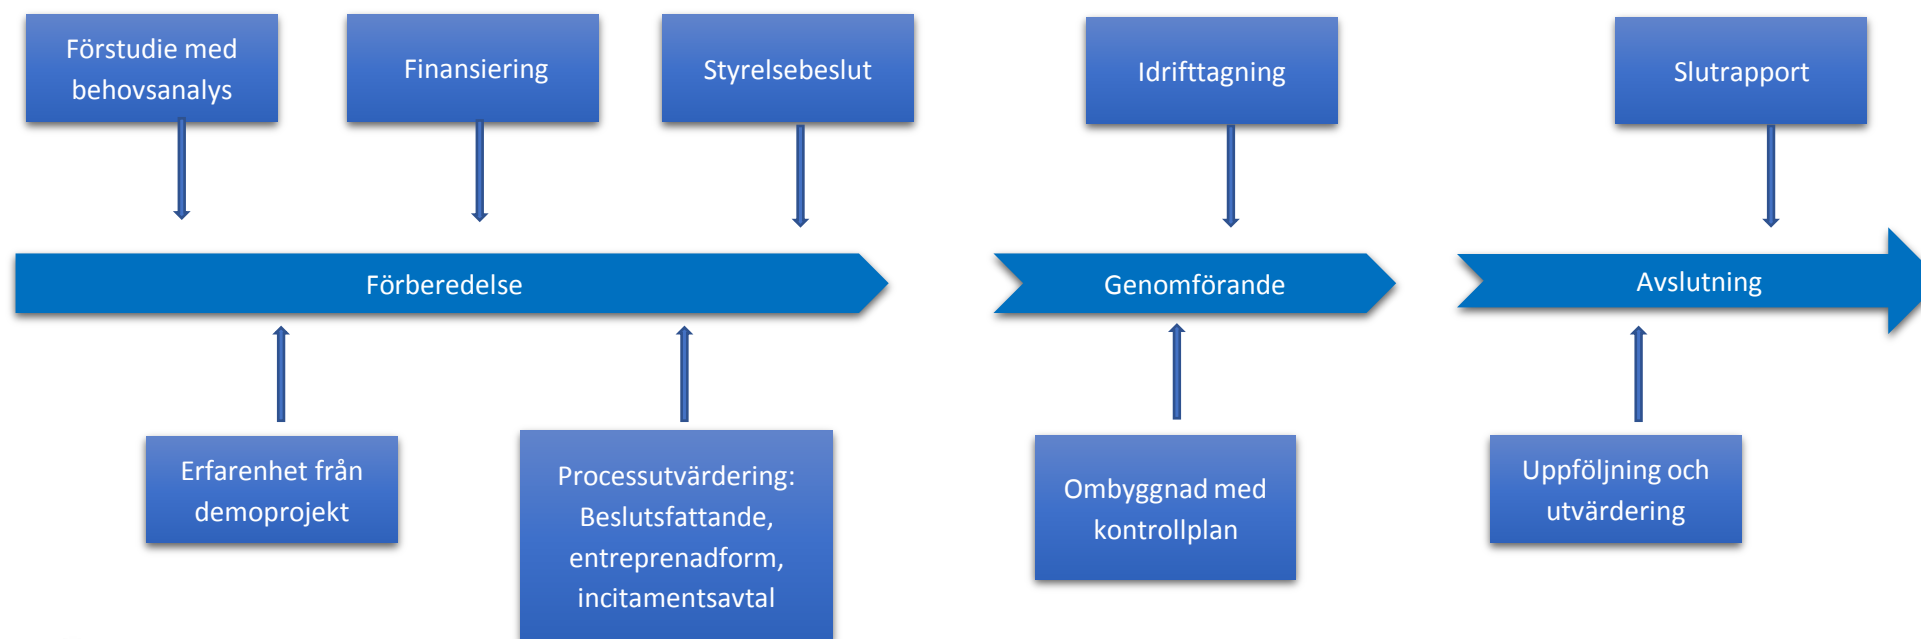 Förstudie med
behovsanalys
Finansiering
Styrelsebeslut
Idrifttagning
Slutrapport
Förberedelse
Genomförande
Avslutning
Erfarenhet från
demoprojekt
Processutvärdering:
Beslutsfattande,
entreprenadform,
incitamentsavtal
Ombyggnad med
kontrollplan
Uppföljning och
utvärdering